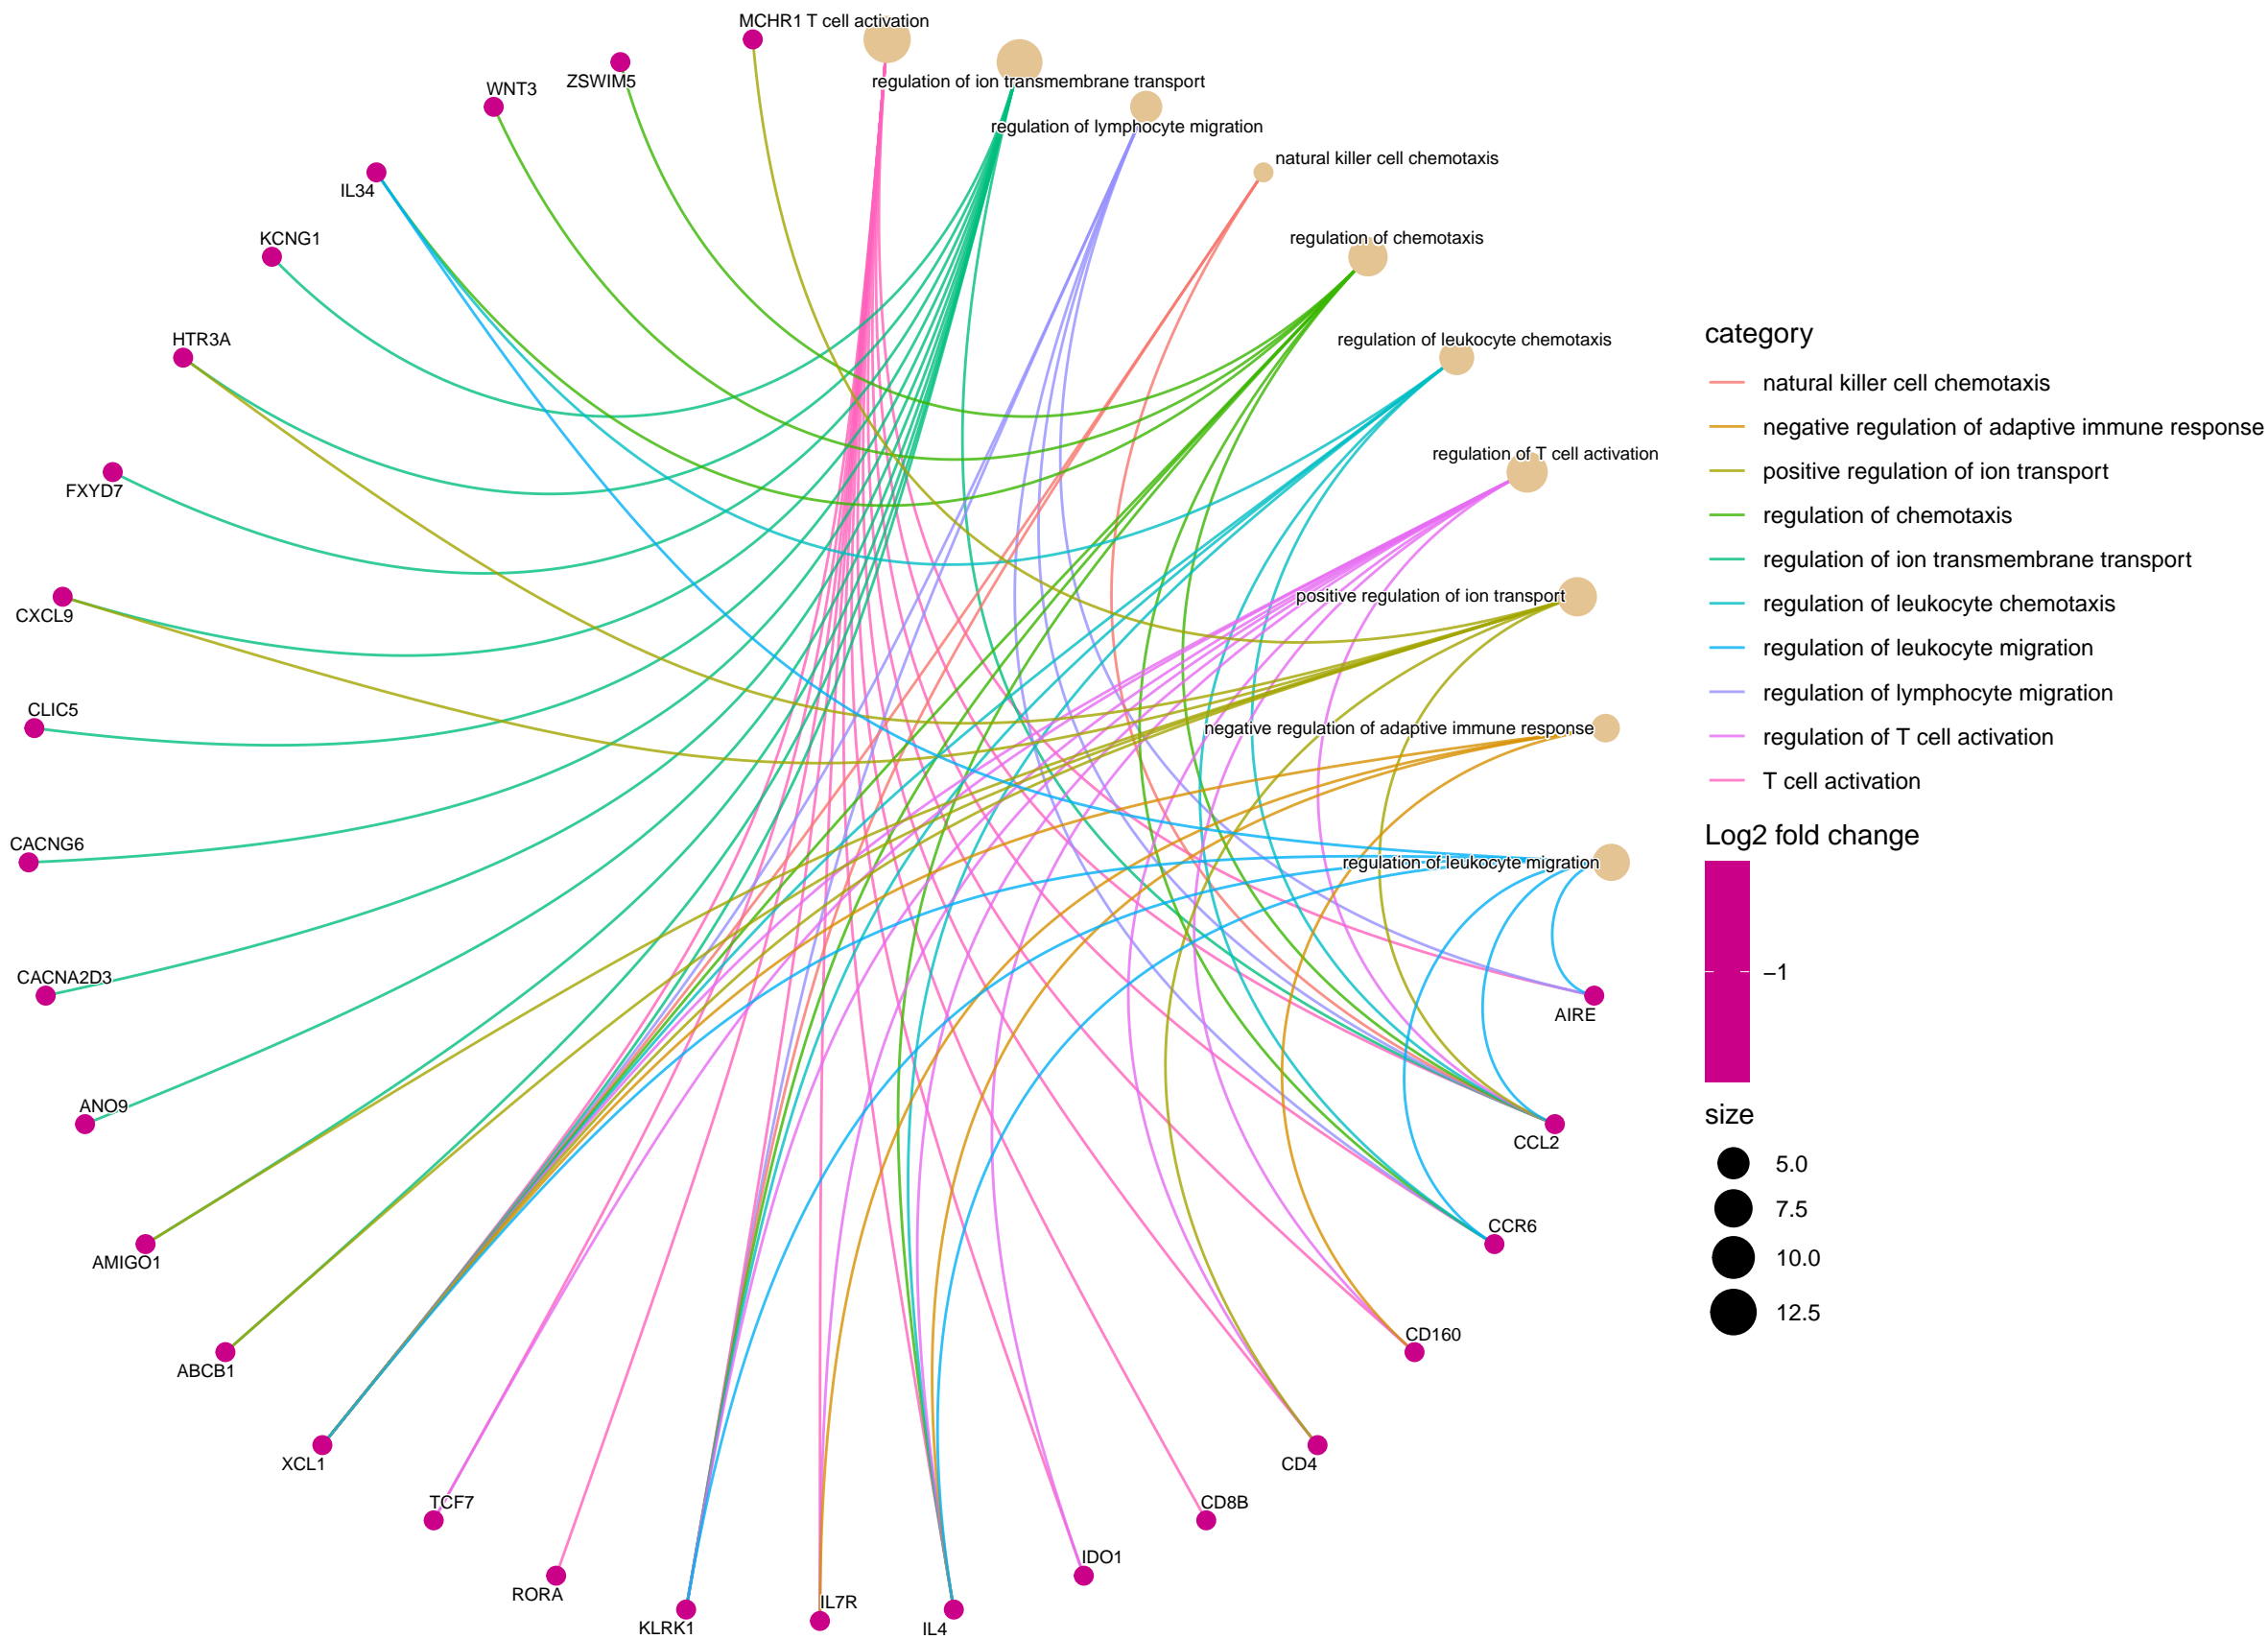 MCHR1
T cell activation
ZSWIM5
regulation of ion transmembrane transport
WNT3
regulation of lymphocyte migration
natural killer cell chemotaxis
IL34
KCNG1
regulation of chemotaxis
HTR3A
regulation of leukocyte chemotaxis
FXYD7
regulation of T cell activation
CXCL9
positive regulation of ion transport
CLIC5
negative regulation of adaptive immune response
CACNG6
regulation of leukocyte migration
CACNA2D3
AIRE
ANO9
CCL2
AMIGO1
CCR6
ABCB1
CD160
XCL1
CD4
TCF7
CD8B
RORA
IDO1
KLRK1
IL7R
IL4
category
natural killer cell chemotaxis
negative regulation of adaptive immune response
positive regulation of ion transport
regulation of chemotaxis
regulation of ion transmembrane transport
regulation of leukocyte chemotaxis
regulation of leukocyte migration
regulation of lymphocyte migration
regulation of T cell activation
T cell activation
Log2 fold change
−1
size
5.0
7.5
10.0
12.5